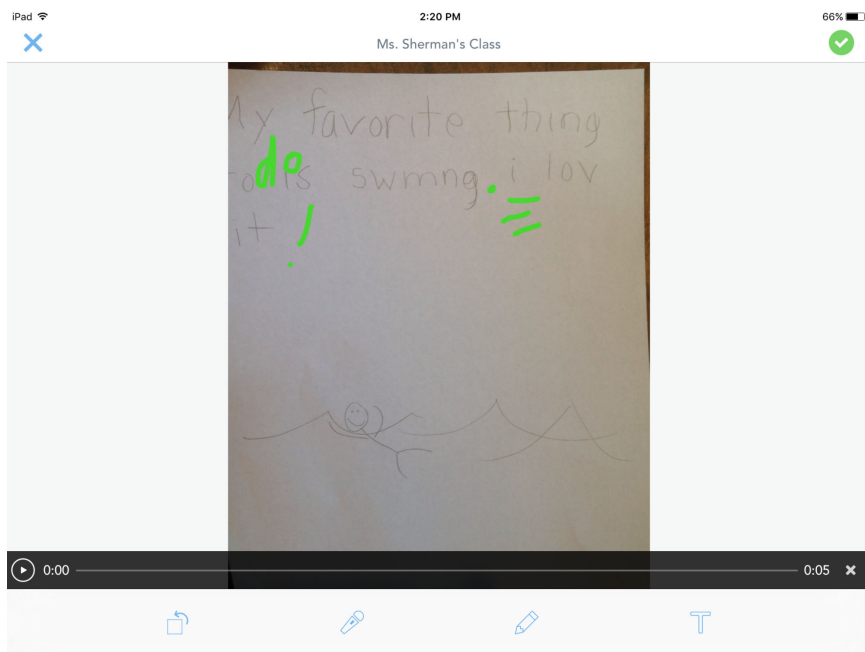 iPad 2:20 PM 66%
Ms. Sherman's Class
My favorite thing
to do is swmng. i lov
it!
0:00 0:05
T